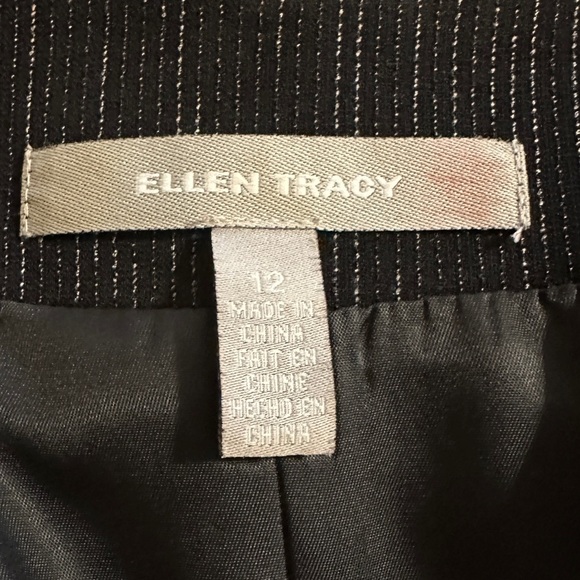 ELLEN TRACY
12
MADE IN
CHINA
FAIT EN
CHINE
HECHO EN
CHINA